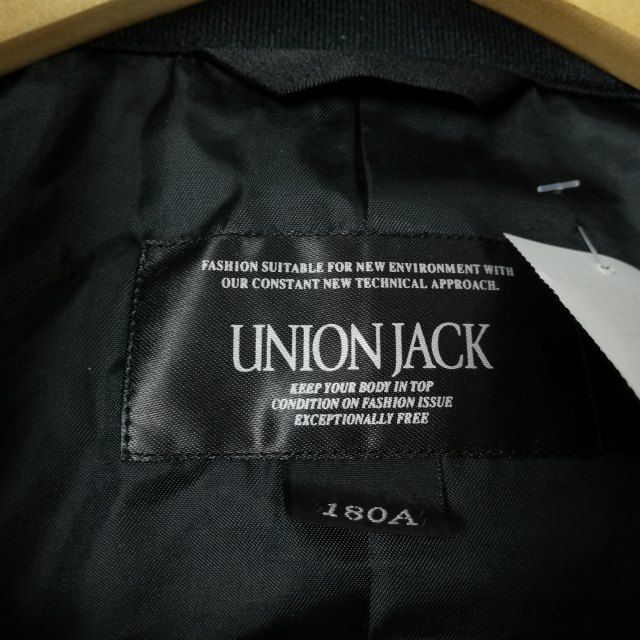 FASHION SUITABLE FOR NEW ENVIRONMENT WITH
OUR CONSTANT NEW TECHNICAL APPROACH.
UNION JACK
KEEP YOUR BODY IN TOP
CONDITION ON FASHION ISSUE
EXCEPTIONALLY FREE
180A